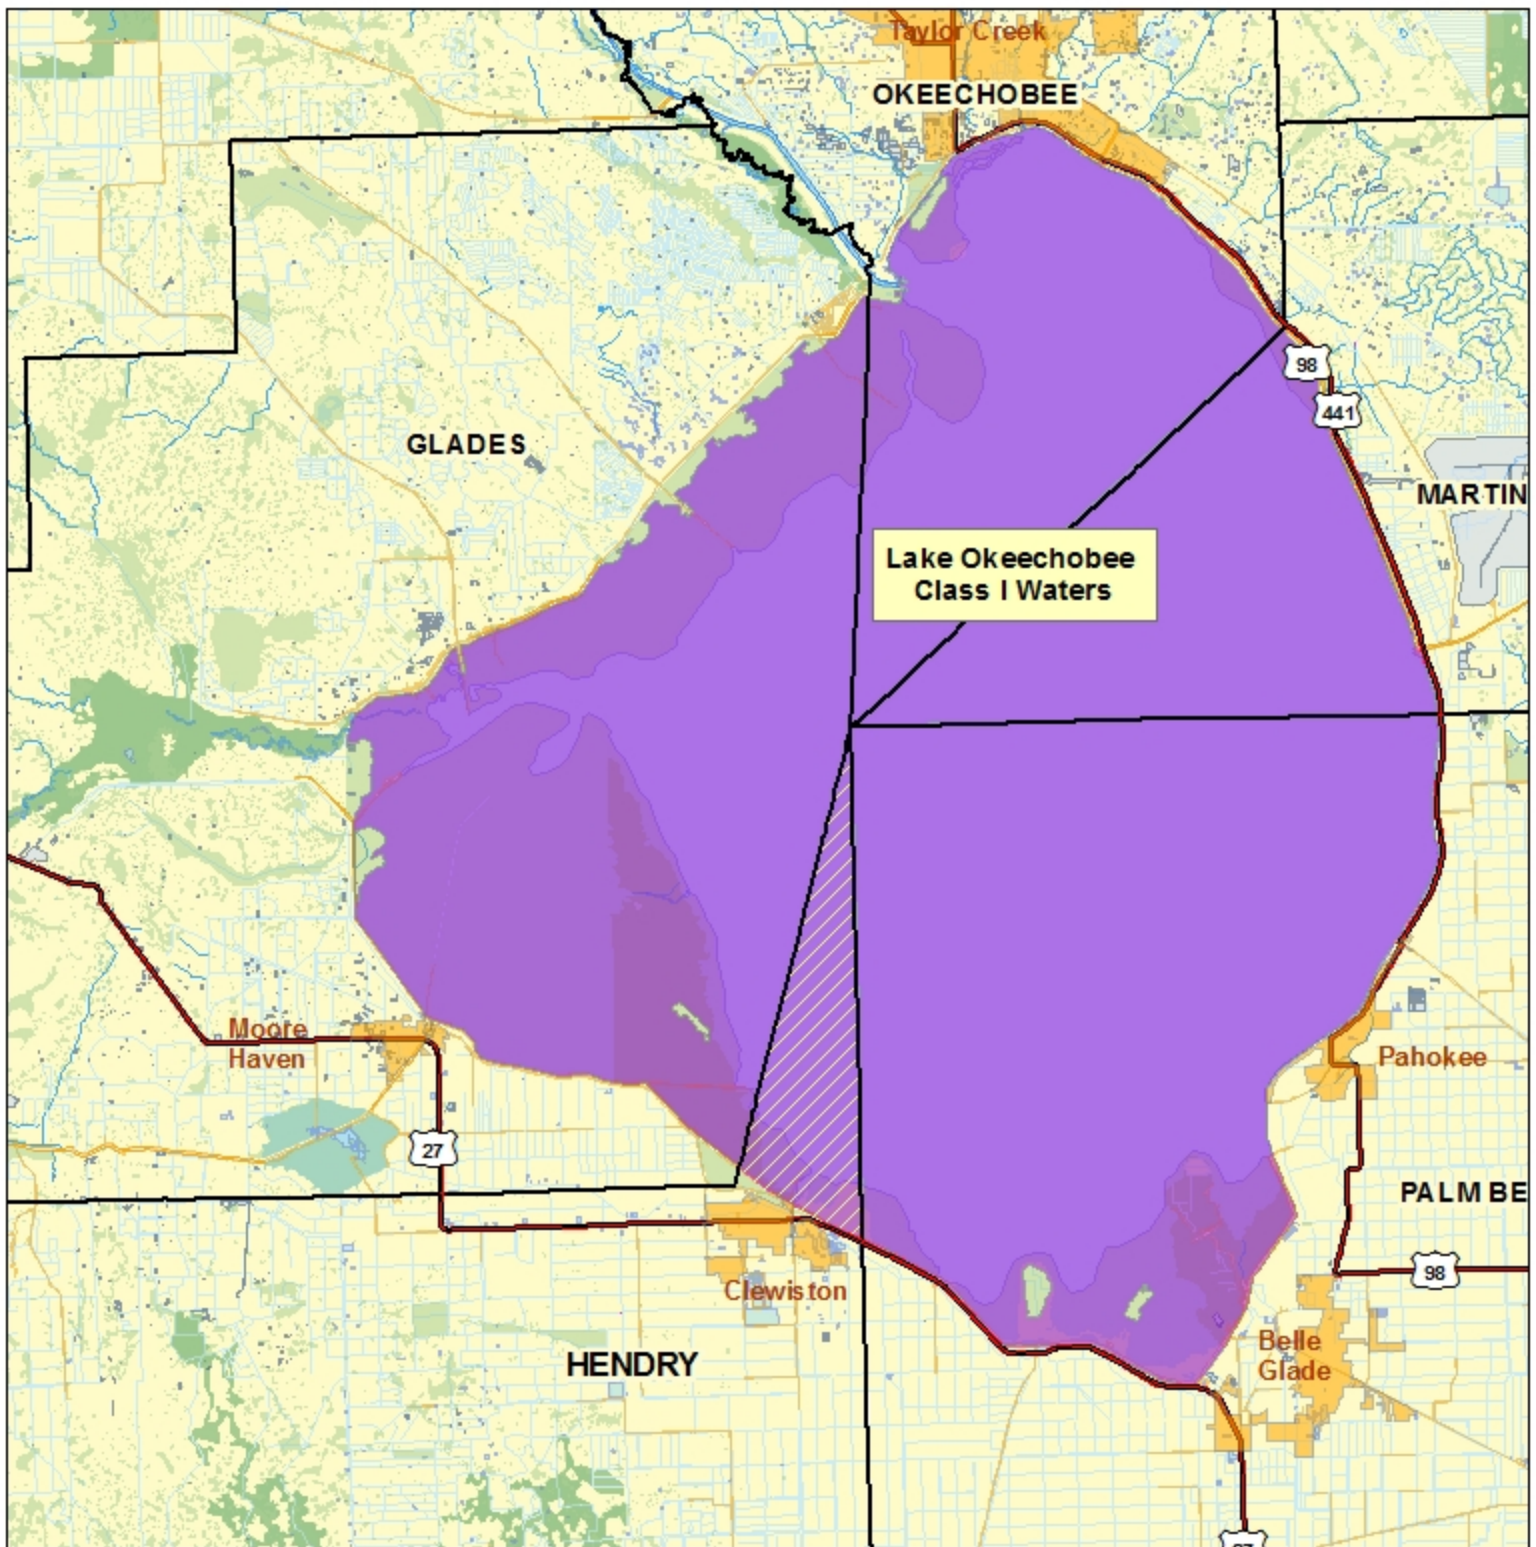 Taylor Creek
OKEECHOBEE
98
441
GLADES
MARTIN
Lake Okeechobee
Class I Waters
Moore
Haven
Pahokee
27
PALM BE
98
Clewiston
Belle
Glade
HENDRY